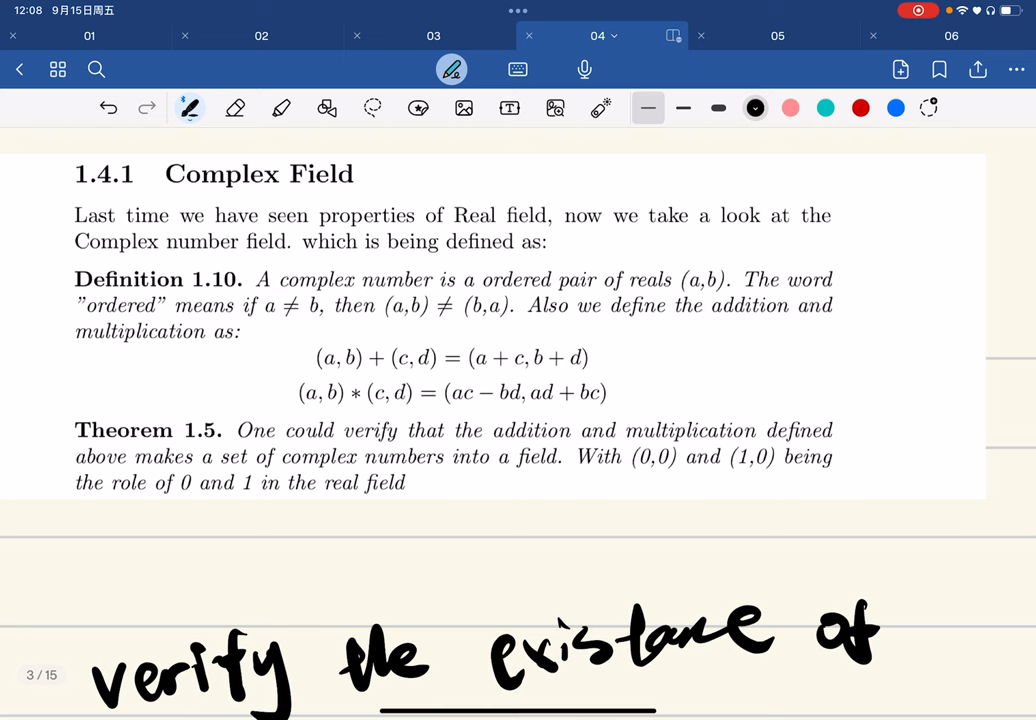 12:08 9月15日周五
01 02 03 04 05 06
1.4.1 Complex Field
Last time we have seen properties of Real field, now we take a look at the
Complex number field. which is being defined as:
Definition 1.10. A complex number is a ordered pair of reals (a,b). The word
"ordered" means if a ≠ b, then (a,b) ≠ (b,a). Also we define the addition and
multiplication as:
(a, b) + (c, d) = (a + c, b + d)
(a, b) ∗ (c, d) = (ac − bd, ad + bc)
Theorem 1.5. One could verify that the addition and multiplication defined
above makes a set of complex numbers into a field. With (0,0) and (1,0) being
the role of 0 and 1 in the real field
verify the existance of
3 / 15